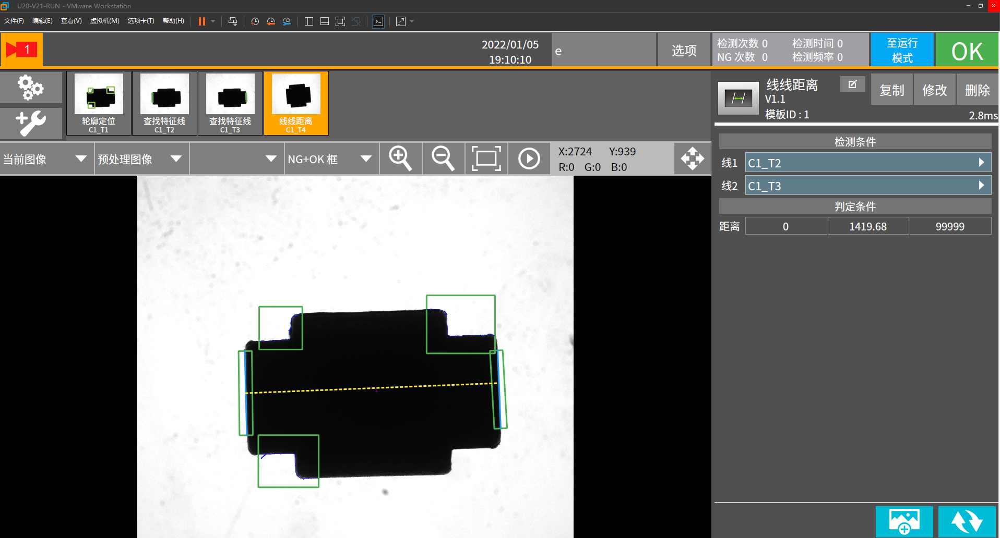 U20-V21-RUN - VMware Workstation
文件(F) 编辑(E) 查看(V) 虚拟机(M) 选项卡(T) 帮助(H)
1
2022/01/05
19:10:10
e
选项
检测次数 0 检测时间 0
NG 次数 0 检测频率 0
至运行
模式
OK
轮廓定位
C1_T1
查找特征线
C1_T2
查找特征线
C1_T3
线线距离
C1_T4
线线距离
V1.1
模板ID : 1
复制 修改 删除
2.8ms
当前图像 预处理图像 NG+OK 框
X:2724 Y:939
R:0 G:0 B:0
检测条件
线1 C1_T2
线2 C1_T3
判定条件
距离 0 1419.68 99999